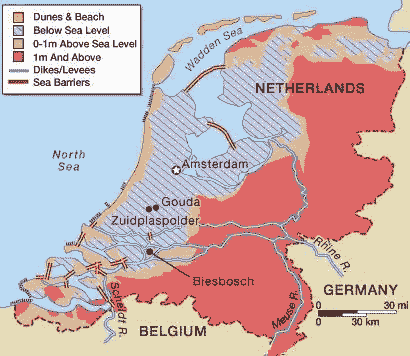 Dunes & Beach
Below Sea Level
0-1m Above Sea Level
1m And Above
Dikes/Levees
Sea Barriers
Wadden Sea
NETHERLANDS
North
Sea
Amsterdam
Gouda
Zuidplaspolder
Biesbosch
Rhine R.
Scheldt R.
Meuse R.
GERMANY
0 30 mi
0 30 km
BELGIUM